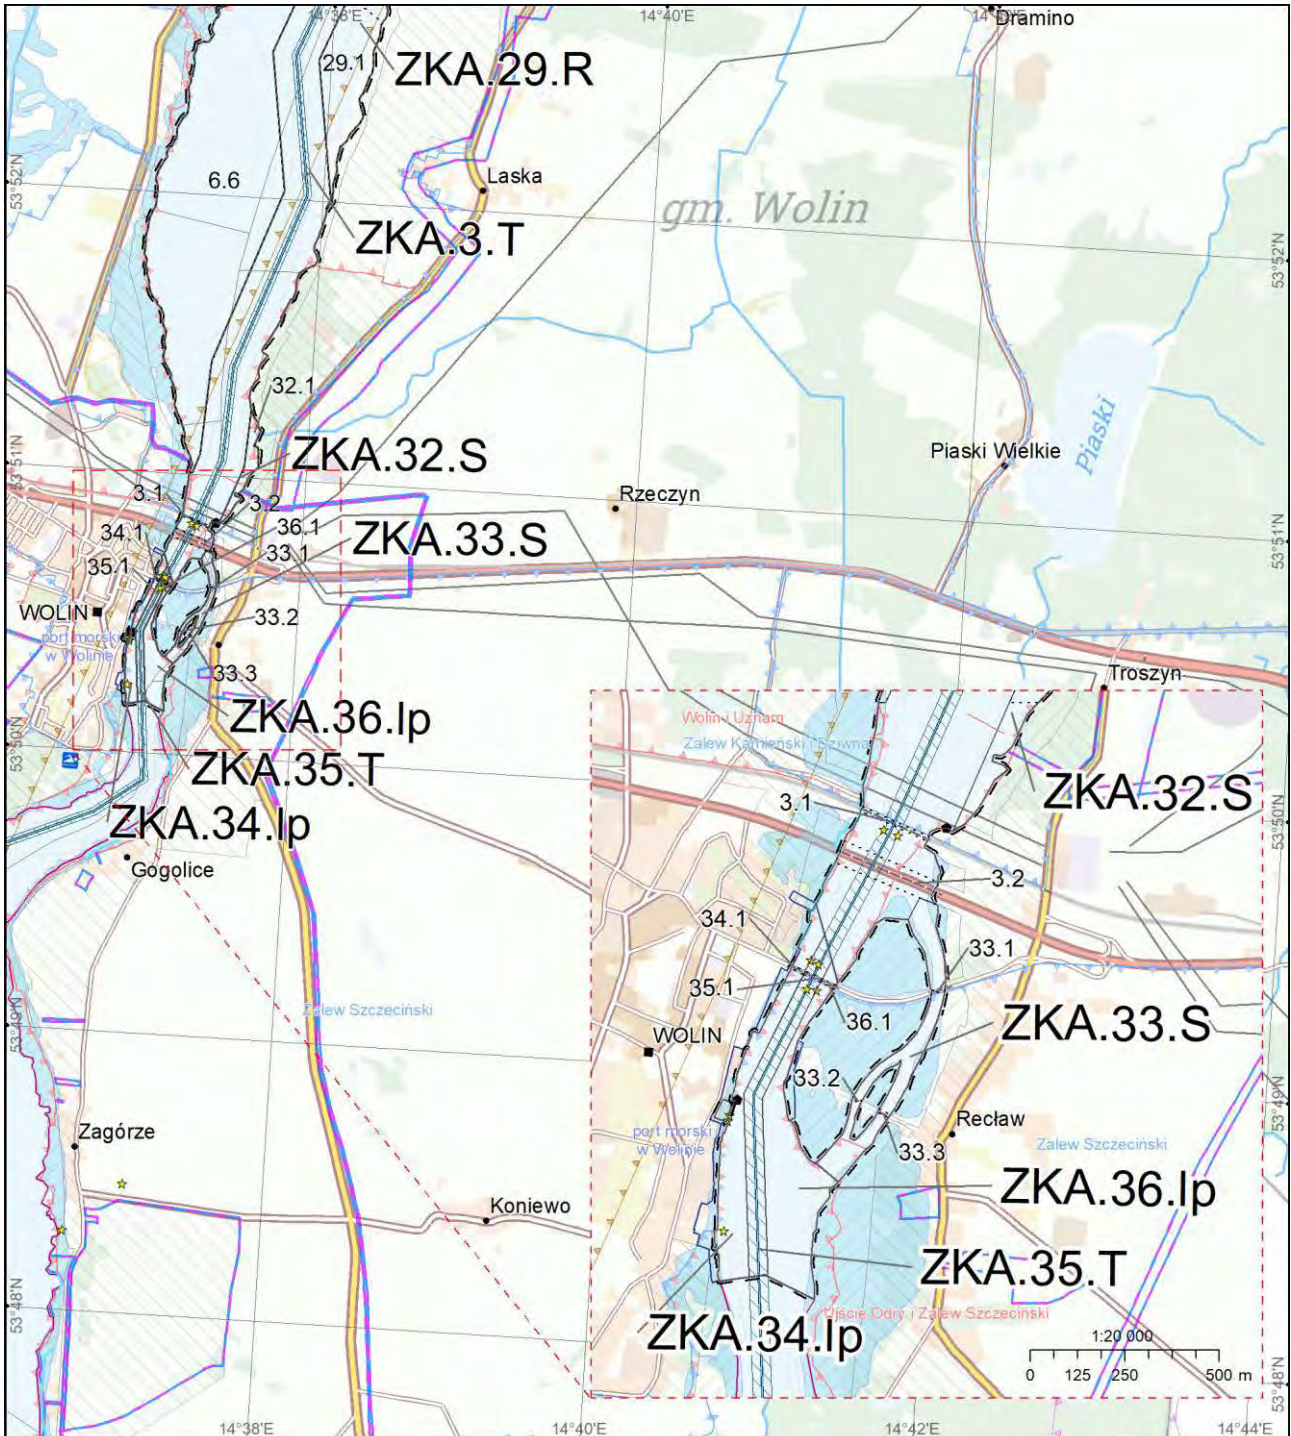 14°38'E
14°40'E
Dramino
29.1
ZKA.29.R
53°52'N
6.6
Laska
gm. Wolin
ZKA.3.T
53°52'N
32.1
Piaski
Piaski Wielkie
53°51'N
ZKA.32.S
3.1
3.2
Rzeczyn
34.1
36.1
ZKA.33.S
33.1
53°51'N
35.1
WOLIN
33.2
port morski
w Wolinie
33.3
Troszyn
ZKA.36.Ip
Wolin i Uznam
Zalew Kamieński i Dziwna
53°50'N
ZKA.35.T
ZKA.32.S
3.1
53°50'N
ZKA.34.Ip
Gogolice
3.2
34.1
33.1
35.1
36.1
ZKA.33.S
Zalew Szczeciński
53°49'N
WOLIN
33.2
53°49'N
Recław
port morski
w Wolinie
Zalew Szczeciński
33.3
Zagórze
ZKA.36.Ip
Koniewo
ZKA.35.T
53°48'N
Ujście Odry i Zalew Szczeciński
ZKA.34.Ip
1:20 000
0 125 250 500 m
53°48'N
14°38'E
14°40'E
14°42'E
14°44'E